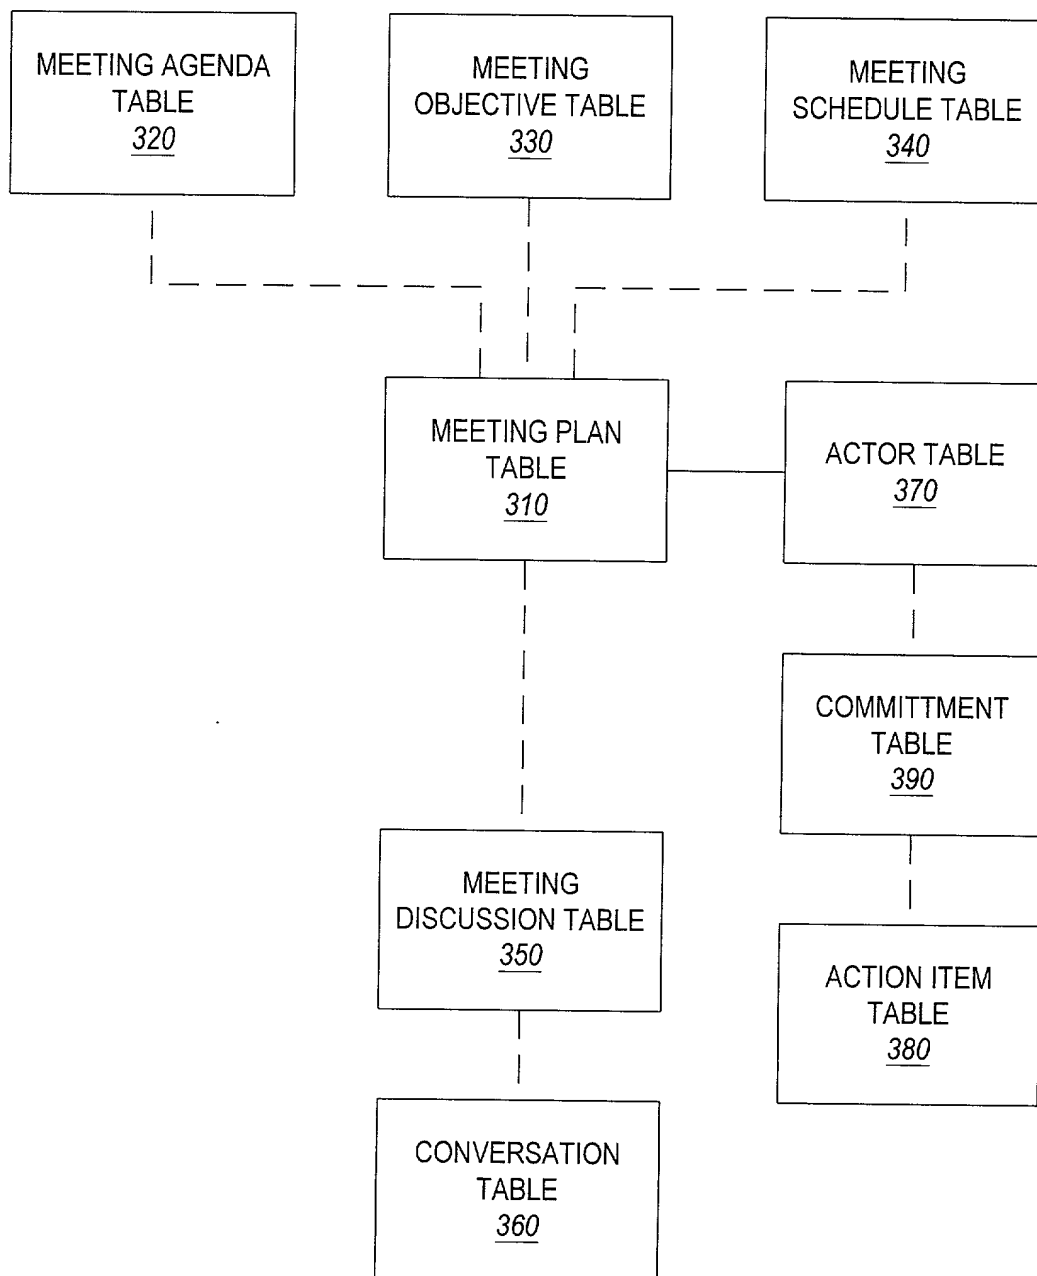 MEETING AGENDA
TABLE
320
MEETING
OBJECTIVE TABLE
330
MEETING
SCHEDULE TABLE
340
MEETING PLAN
TABLE
310
ACTOR TABLE
370
COMMITTMENT
TABLE
390
MEETING
DISCUSSION TABLE
350
ACTION ITEM
TABLE
380
CONVERSATION
TABLE
360